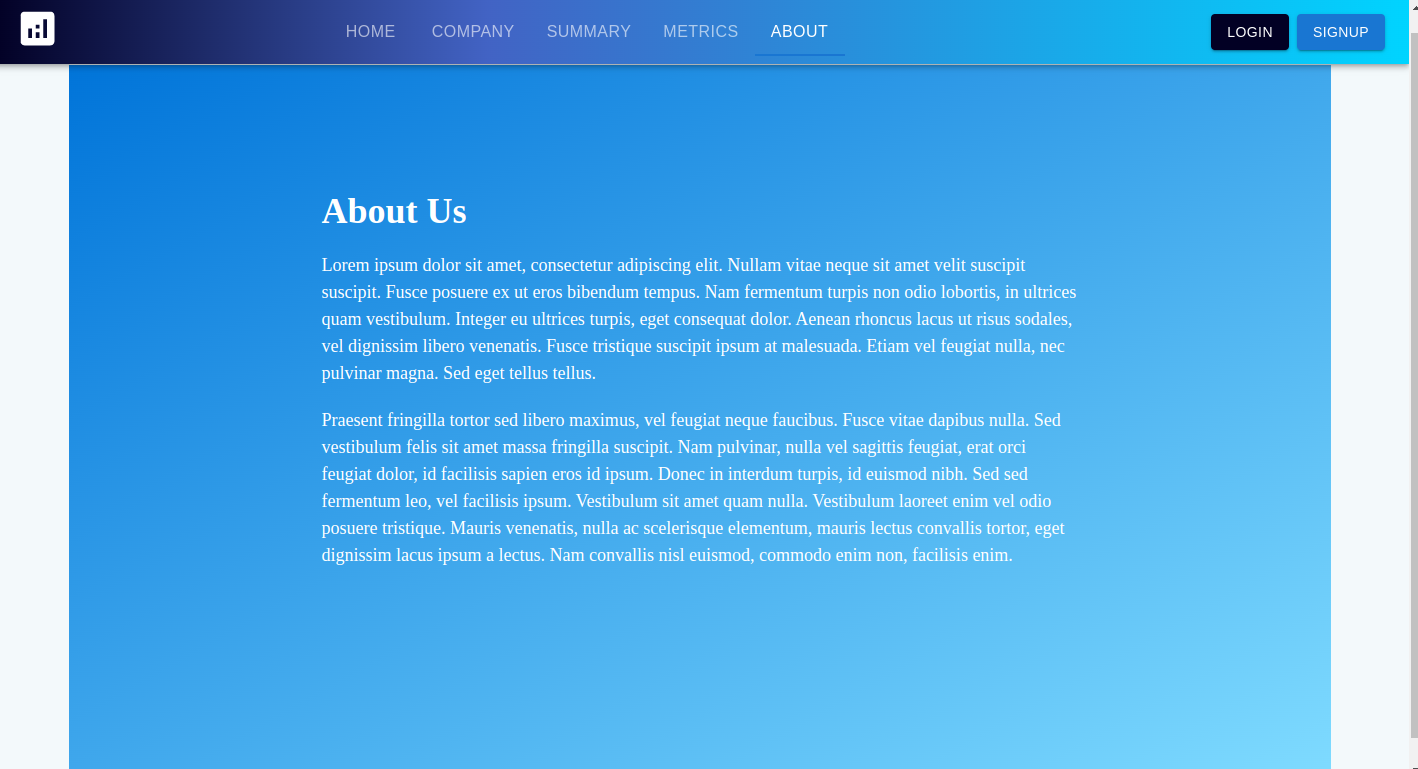 HOME COMPANY SUMMARY METRICS ABOUT LOGIN SIGNUP
About Us
Lorem ipsum dolor sit amet, consectetur adipiscing elit. Nullam vitae neque sit amet velit suscipit
suscipit. Fusce posuere ex ut eros bibendum tempus. Nam fermentum turpis non odio lobortis, in ultrices
quam vestibulum. Integer eu ultrices turpis, eget consequat dolor. Aenean rhoncus lacus ut risus sodales,
vel dignissim libero venenatis. Fusce tristique suscipit ipsum at malesuada. Etiam vel feugiat nulla, nec
pulvinar magna. Sed eget tellus tellus.
Praesent fringilla tortor sed libero maximus, vel feugiat neque faucibus. Fusce vitae dapibus nulla. Sed
vestibulum felis sit amet massa fringilla suscipit. Nam pulvinar, nulla vel sagittis feugiat, erat orci
feugiat dolor, id facilisis sapien eros id ipsum. Donec in interdum turpis, id euismod nibh. Sed sed
fermentum leo, vel facilisis ipsum. Vestibulum sit amet quam nulla. Vestibulum laoreet enim vel odio
posuere tristique. Mauris venenatis, nulla ac scelerisque elementum, mauris lectus convallis tortor, eget
dignissim lacus ipsum a lectus. Nam convallis nisl euismod, commodo enim non, facilisis enim.